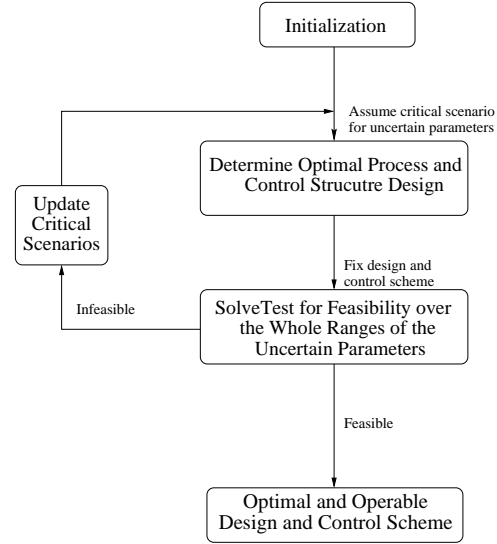 Initialization
Assume critical scenario
for uncertain parameters
Determine Optimal Process and
Control Strucutre Design
Update
Critical
Scenarios
Fix design and
control scheme
Infeasible
SolveTest for Feasibility over
the Whole Ranges of the
Uncertain Parameters
Feasible
Optimal and Operable
Design and Control Scheme